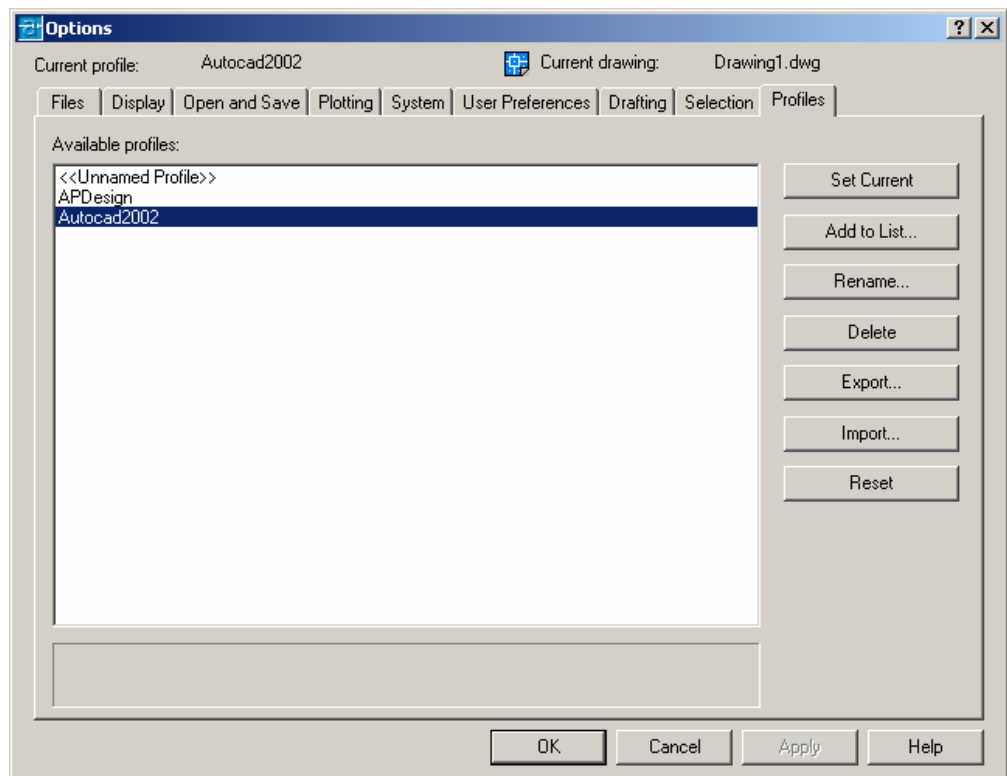 Options
Current profile: Autocad2002 Current drawing: Drawing1.dwg
Files Display Open and Save Plotting System User Preferences Drafting Selection Profiles
Available profiles:
<<Unnamed Profile>>
APDesign
Autocad2002
Set Current
Add to List...
Rename...
Delete
Export...
Import...
Reset
OK Cancel Apply Help